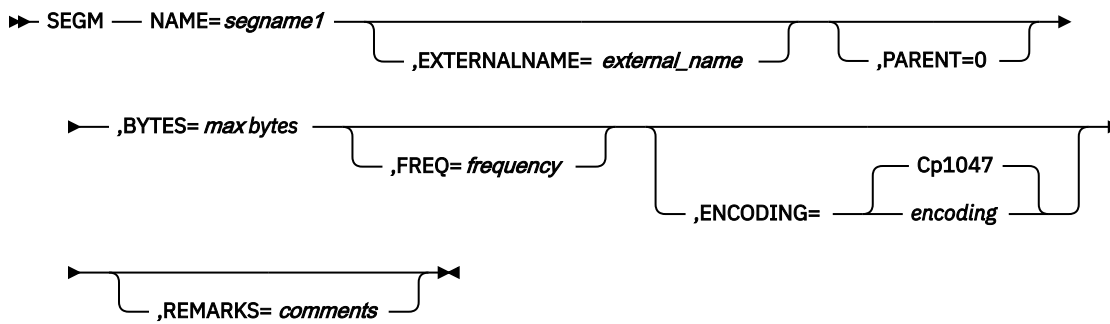 SEGM NAME= segname1
,EXTERNALNAME= external_name ,PARENT=0
,BYTES= max bytes
,FREQ= frequency Cp1047
,ENCODING= encoding
,REMARKS= comments